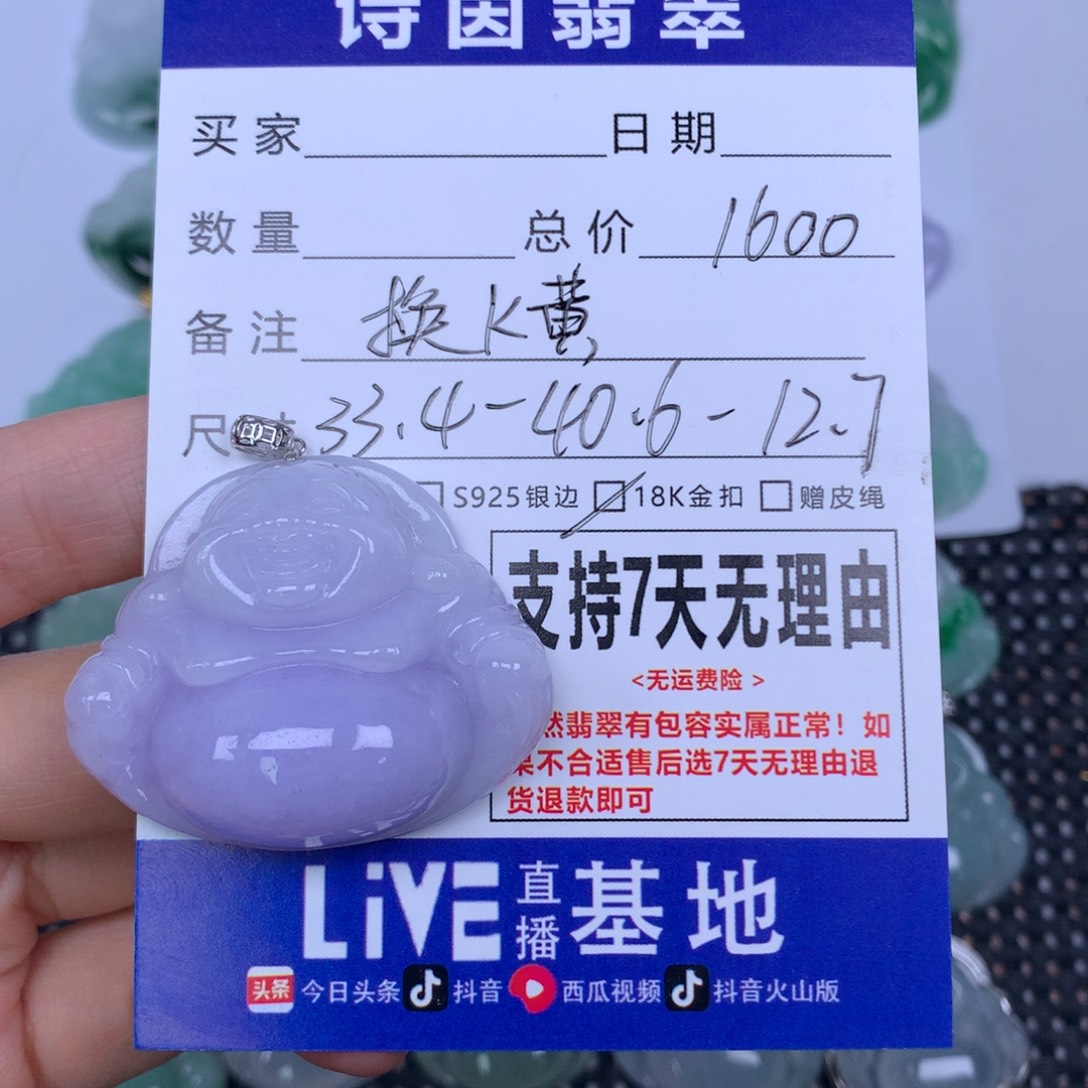 诗茵翡翠
买家 日期
数量 总价 1600
备注 换K黄
尺 33.4-40.6-12.7
S925银边 18K金扣 赠皮绳
支持7天无理由
<无运费险 >
然翡翠有包容实属正常！如
果不合适售后选7天无理由退
货退款即可
LiVE 直播 基地
头条 今日头条 抖音 西瓜视频 抖音火山版